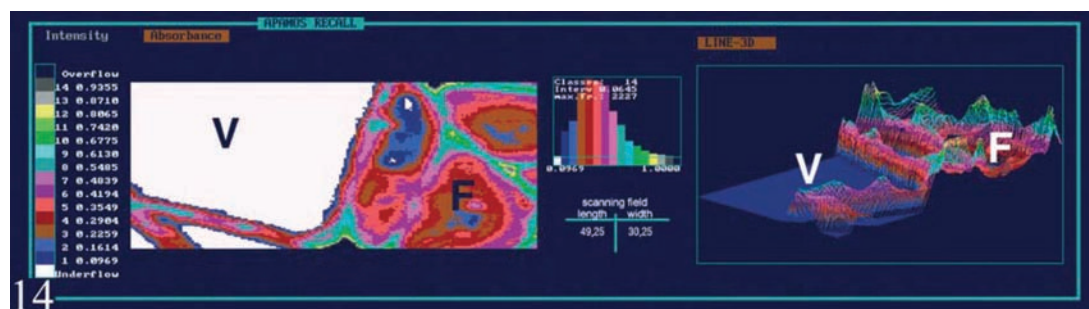 APAMOS RECALL
Intensity Absorbance
Overflow
14 0.9355
13 0.8710
12 0.8065
11 0.7420
10 0.6775
9 0.6130
8 0.5485
7 0.4839
6 0.4194
5 0.3549
4 0.2904
3 0.2259
2 0.1614
1 0.0969
Underflow
V
F
Classes: 14
Interv 0.0645
max.Fr.: 2227
0.0969 1.0000
scanning field
length width
49,25 30,25
LINE-3D
V
F
14